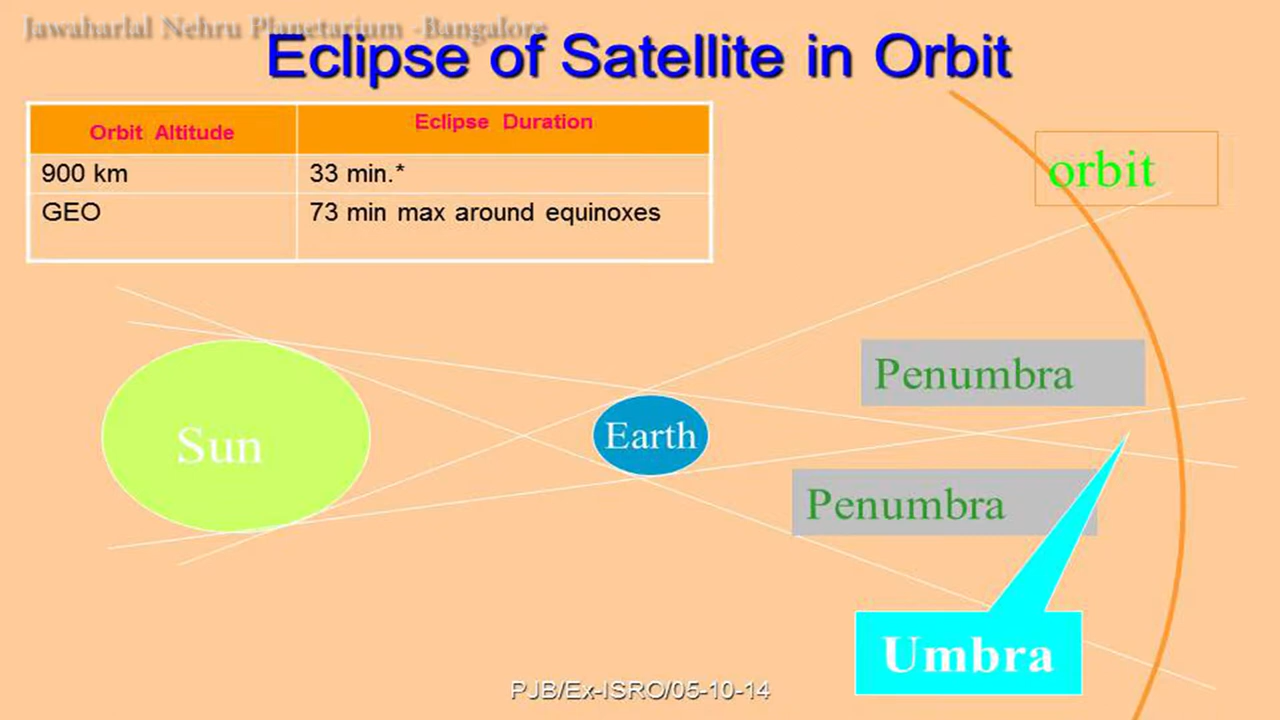 Jawaharlal Nehru Planetarium -Bangalore
Eclipse of Satellite in Orbit
Orbit Altitude
Eclipse Duration
900 km
33 min.*
GEO
73 min max around equinoxes
orbit
Penumbra
Sun
Earth
Penumbra
Umbra
PJB/Ex-ISRO/05-10-14